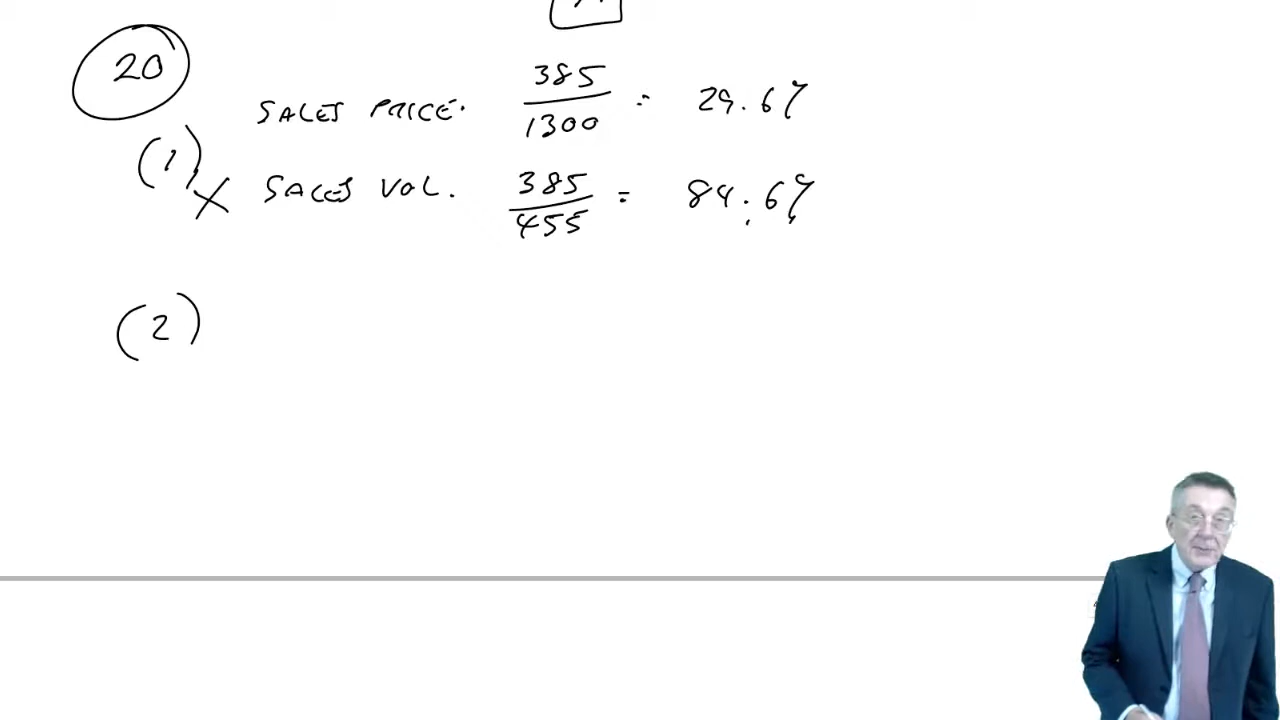 20
SALES PRICE. 385/1300 = 29.6%
(1) X SALES VOL. 385/455 = 84.6%
(2)